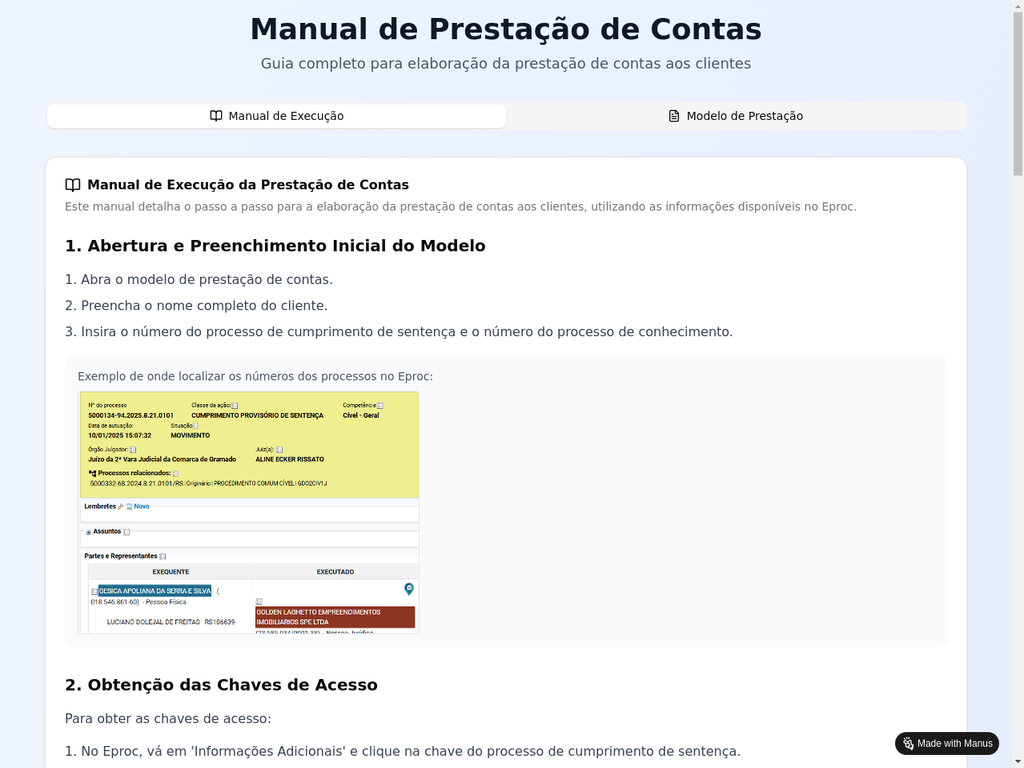 Manual de Prestação de Contas
Guia completo para elaboração da prestação de contas aos clientes
Manual de Execução
Modelo de Prestação
Manual de Execução da Prestação de Contas
Este manual detalha o passo a passo para a elaboração da prestação de contas aos clientes, utilizando as informações disponíveis no Eproc.
1. Abertura e Preenchimento Inicial do Modelo
1. Abra o modelo de prestação de contas.
2. Preencha o nome completo do cliente.
3. Insira o número do processo de cumprimento de sentença e o número do processo de conhecimento.
Exemplo de onde localizar os números dos processos no Eproc:
Nº do processo Classe da ação: Competência
5000134-94.2025.8.21.0101 CUMPRIMENTO PROVISÓRIO DE SENTENÇA Cível - Geral
Data de autuação: Situação
10/01/2025 15:07:32 MOVIMENTO
Órgão Julgador: Juiz(a):
Juízo da 2ª Vara Judicial da Comarca de Gramado ALINE ECKER RISSATO
Processos relacionados:
5000332-68.2024.8.21.0101/RS | Originário | PROCEDIMENTO COMUM CÍVEL | GDO2CIV1J
Lembretes Novo
Assuntos
Partes e Representantes
EXEQUENTE EXECUTADO
GESICA APOLIANA DA SERRA E SILVA (
018.546.861-60) - Pessoa Física
GOLDEN LAGHETTO EMPREENDIMENTOS
IMOBILIARIOS SPE LTDA
LUCIANO DOLEJAL DE FREITAS RS106639
2. Obtenção das Chaves de Acesso
Para obter as chaves de acesso:
1. No Eproc, vá em 'Informações Adicionais' e clique na chave do processo de cumprimento de sentença.
Made with Manus